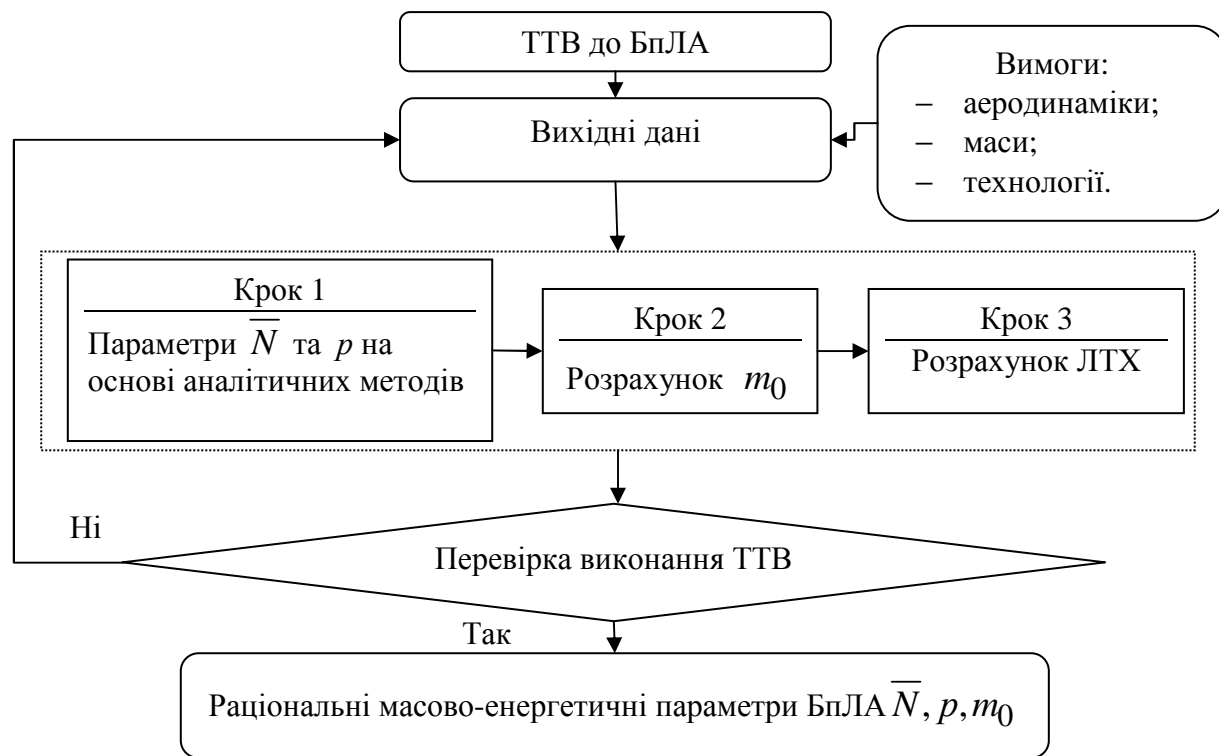 ТТВ до БпЛА
Вимоги:
– аеродинаміки;
– маси;
– технології.
Вихідні дані
Крок 1
Параметри N̅ та p на
основі аналітичних методів
Крок 2
Розрахунок m₀
Крок 3
Розрахунок ЛТХ
Ні
Перевірка виконання ТТВ
Так
Раціональні масово-енергетичні параметри БпЛА N̅, p, m₀